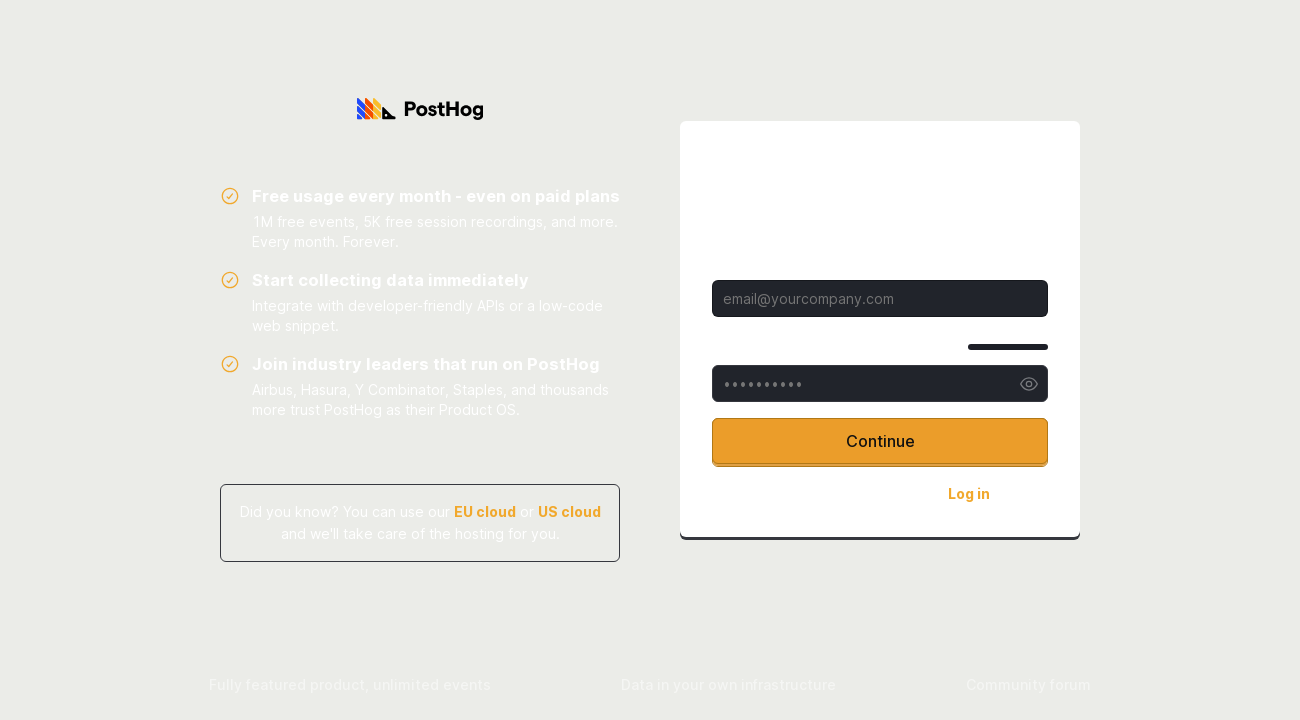 PostHog
Free usage every month - even on paid plans
1M free events, 5K free session recordings, and more.
Every month. Forever.
Start collecting data immediately
Integrate with developer-friendly APIs or a low-code
web snippet.
Join industry leaders that run on PostHog
Airbus, Hasura, Y Combinator, Staples, and thousands
more trust PostHog as their Product OS.
Did you know? You can use our EU cloud or US cloud
and we'll take care of the hosting for you.
email@yourcompany.com
••••••••••
Continue
Log in
Fully featured product, unlimited events
Data in your own infrastructure
Community forum